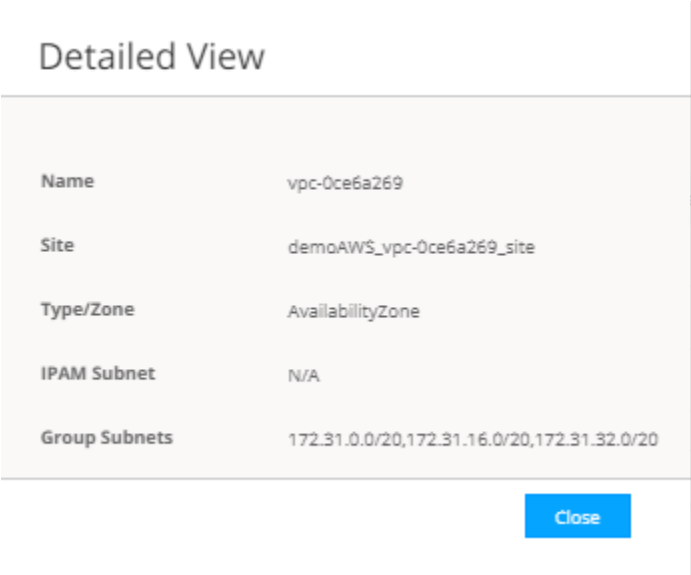 Detailed View
Name vpc-0ce6a269
Site demoAWS_vpc-0ce6a269_site
Type/Zone AvailabilityZone
IPAM Subnet N/A
Group Subnets 172.31.0.0/20,172.31.16.0/20,172.31.32.0/20
Close